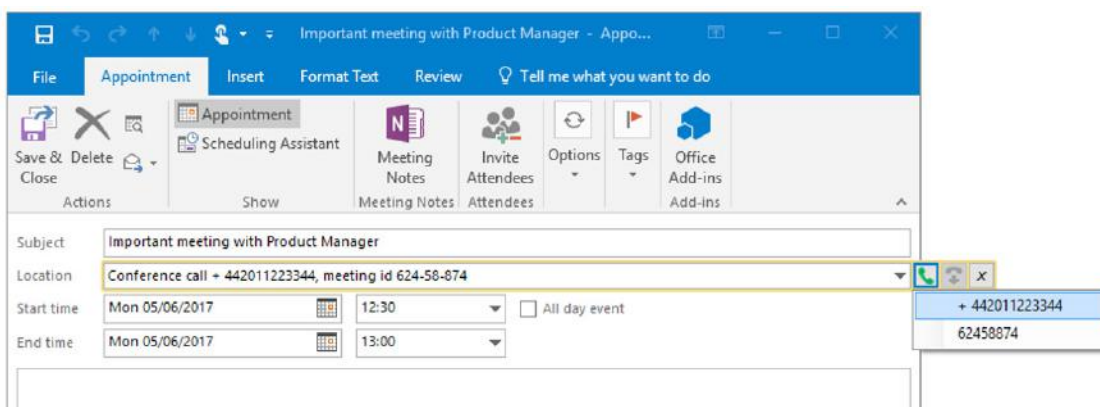 Important meeting with Product Manager - Appo...
File Appointment Insert Format Text Review Tell me what you want to do
Appointment
Scheduling Assistant
Save & Close
Delete
Meeting Notes
Invite Attendees
Options
Tags
Office Add-ins
Actions Show Meeting Notes Attendees Add-ins
Subject Important meeting with Product Manager
Location Conference call + 442011223344, meeting id 624-58-874
x
+ 442011223344
62458874
Start time Mon 05/06/2017 12:30 All day event
End time Mon 05/06/2017 13:00